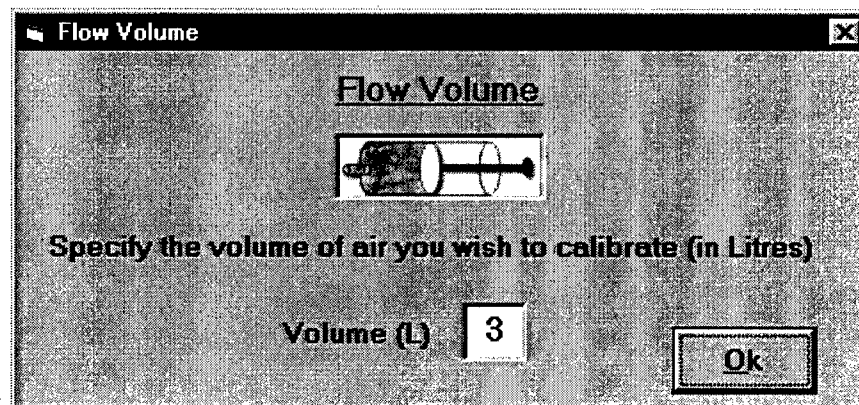 Flow Volume
Flow Volume
Specify the volume of air you wish to calibrate (in Litres)
Volume (L) 3
Ok